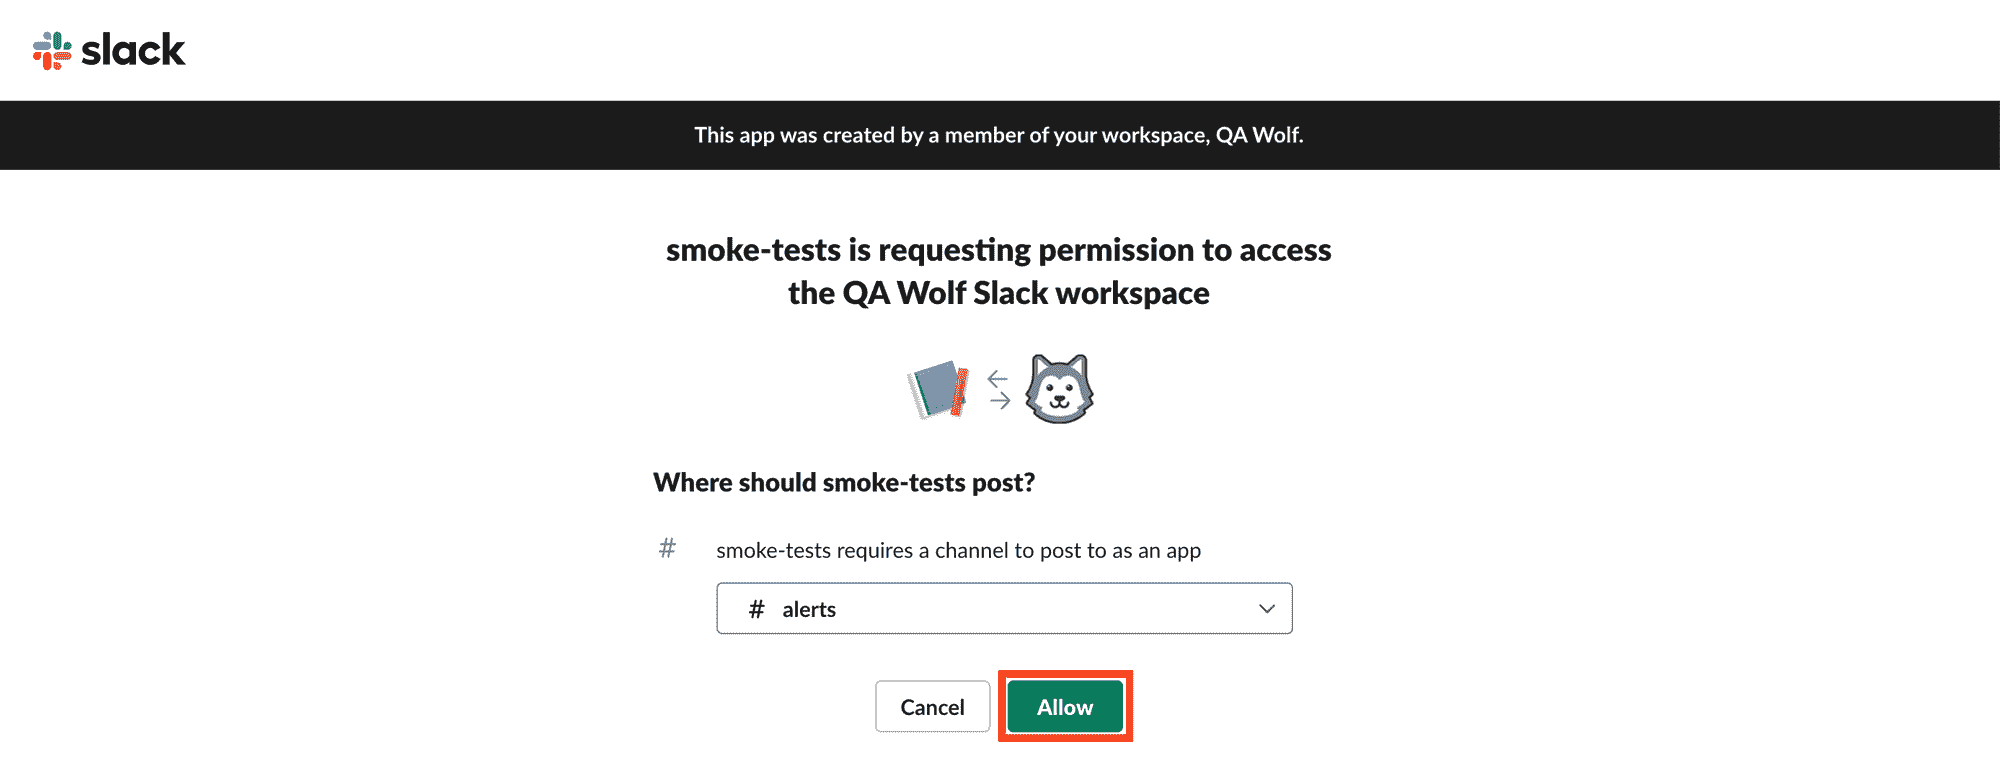 slack
This app was created by a member of your workspace, QA Wolf.
smoke-tests is requesting permission to access
the QA Wolf Slack workspace
Where should smoke-tests post?
# smoke-tests requires a channel to post to as an app
# alerts
Cancel Allow